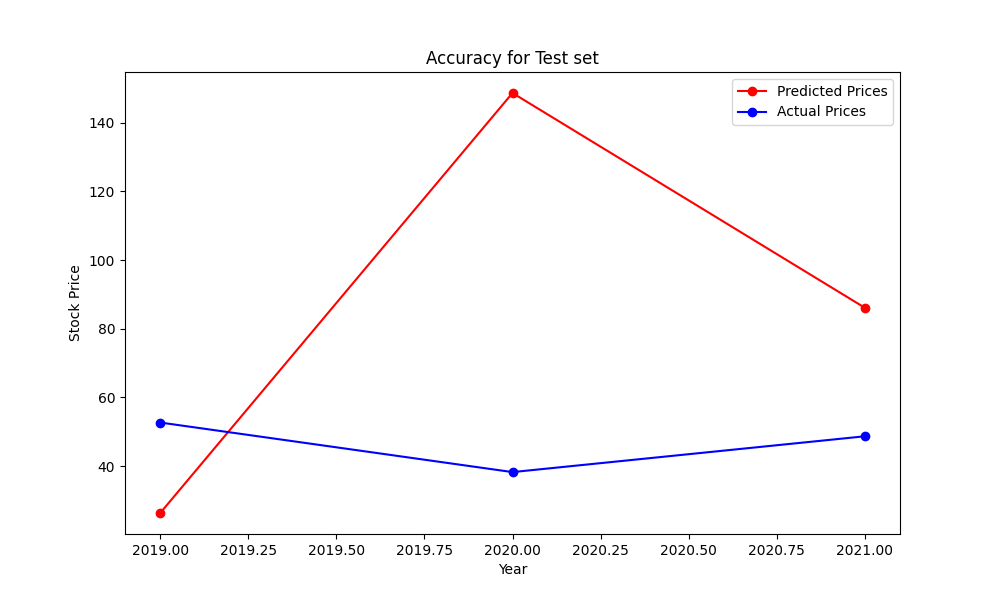 Accuracy for Test set
Predicted Prices
Actual Prices
140
120
100
80
60
40
Stock Price
2019.00 2019.25 2019.50 2019.75 2020.00 2020.25 2020.50 2020.75 2021.00
Year